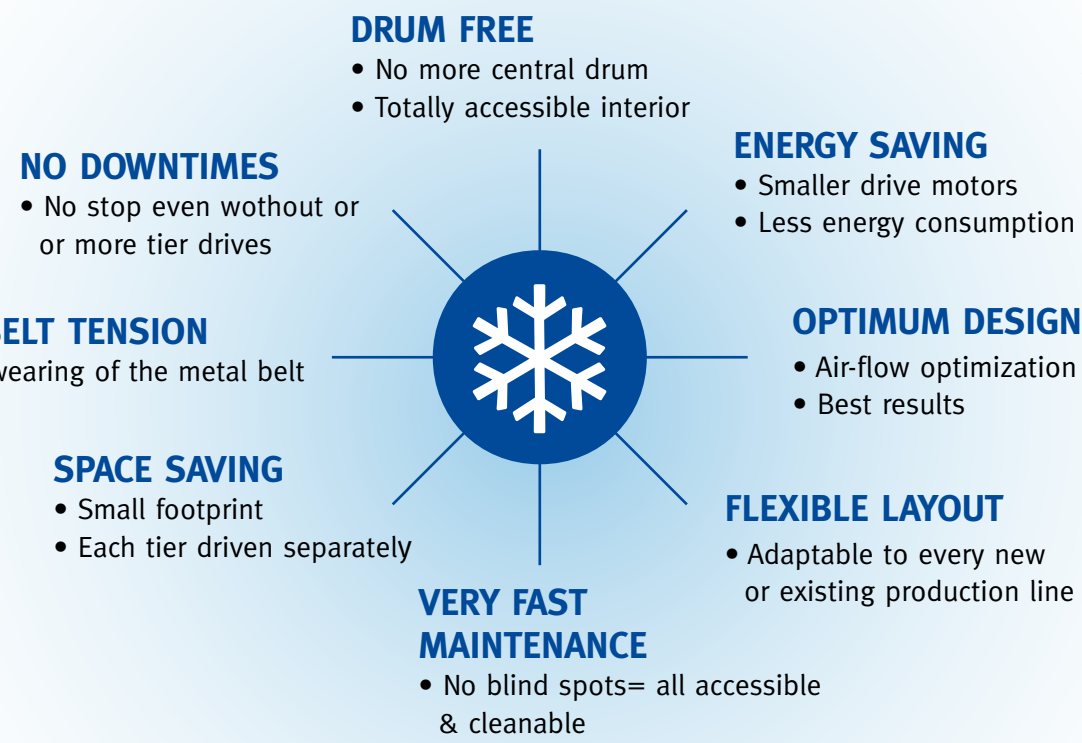 DRUM FREE
• No more central drum
• Totally accessible interior
ENERGY SAVING
• Smaller drive motors
• Less energy consumption
OPTIMUM DESIGN
• Air-flow optimization
• Best results
FLEXIBLE LAYOUT
• Adaptable to every new
or existing production line
VERY FAST
MAINTENANCE
• No blind spots= all accessible
& cleanable
SPACE SAVING
• Small footprint
• Each tier driven separately
TENSION
wearing of the metal belt
NO DOWNTIMES
• No stop even wothout or
or more tier drives